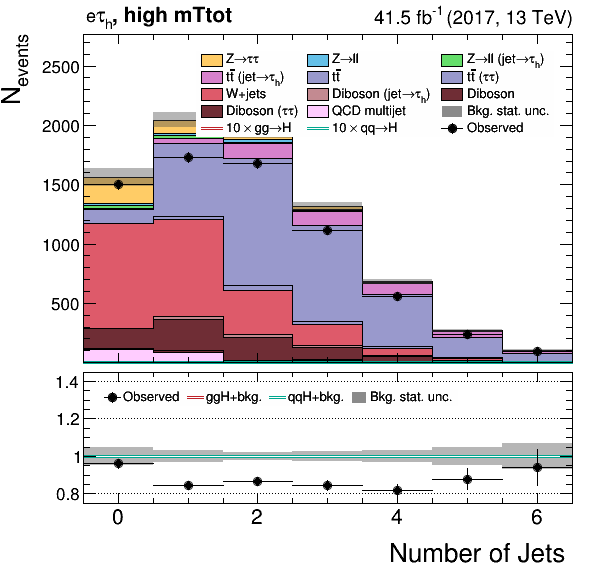 eτh, high mTtot 41.5 fb⁻¹ (2017, 13 TeV)
Nevents
2500
2000
1500
1000
500
Z→ττ Z→ll Z→ll (jet→τh)
tt̄ (jet→τh) tt̄ tt̄ (ττ)
W+jets Diboson (jet→τh) Diboson
Diboson (ττ) QCD multijet Bkg. stat. unc.
10 × gg→H 10 × qq→H Observed
1.4
1.2
1
0.8
Observed ggH+bkg. qqH+bkg. Bkg. stat. unc.
0 2 4 6
Number of Jets